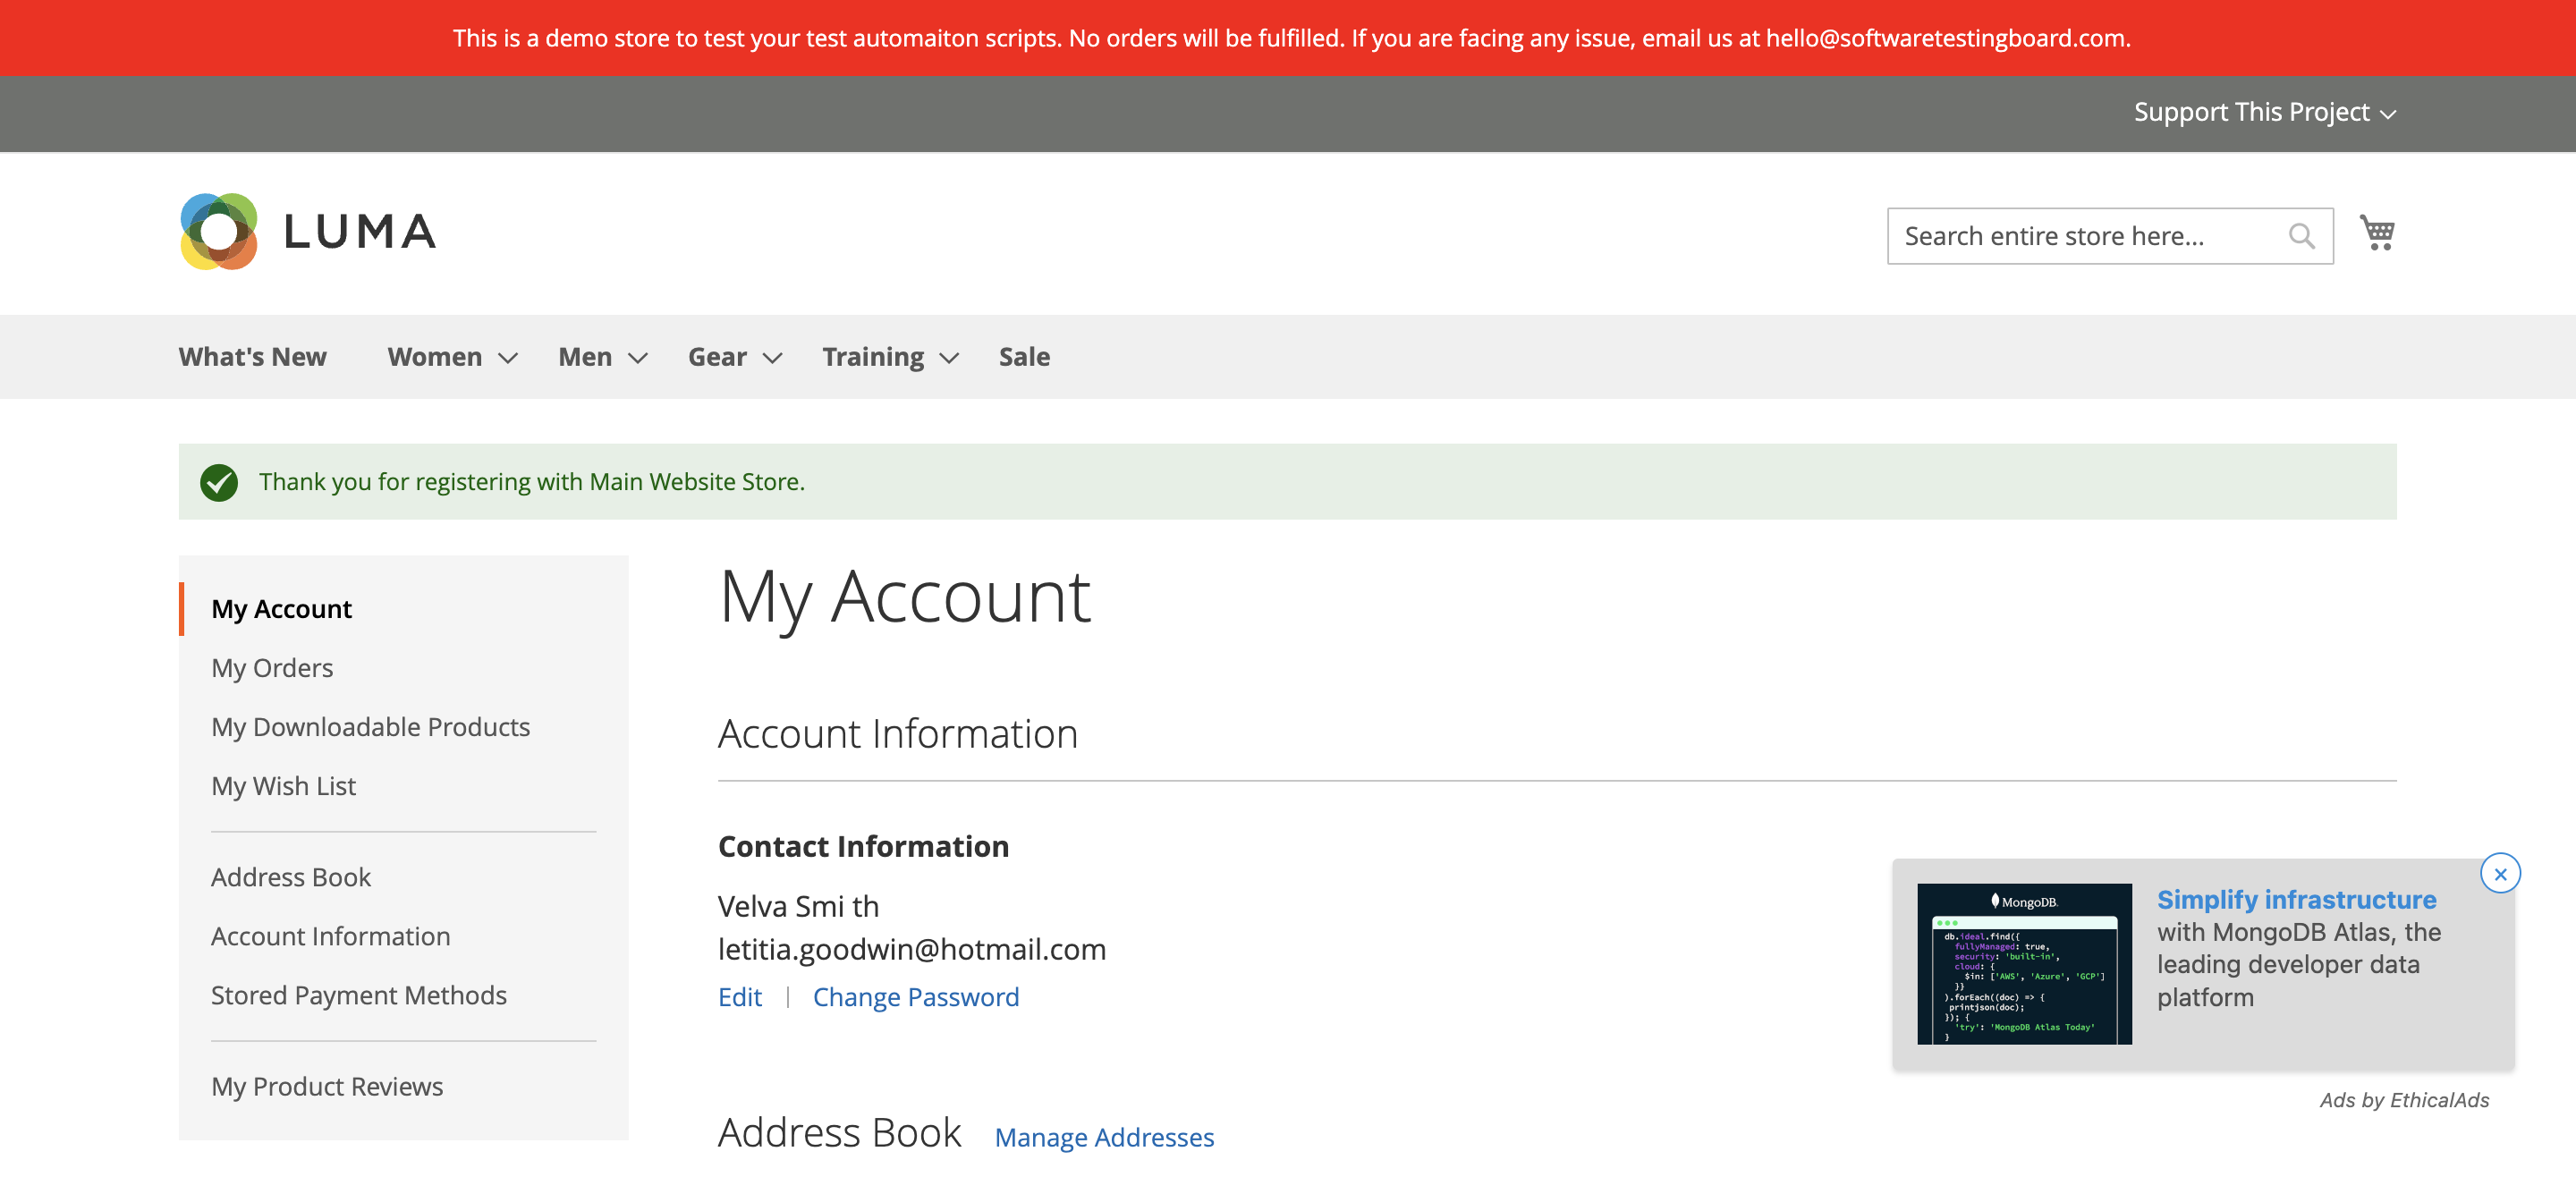 This is a demo store to test your test automaiton scripts. No orders will be fulfilled. If you are facing any issue, email us at hello@softwaretestingboard.com.
Support This Project
LUMA
Search entire store here...
What's New Women Men Gear Training Sale
Thank you for registering with Main Website Store.
My Account
My Orders
My Downloadable Products
My Wish List
Address Book
Account Information
Stored Payment Methods
My Product Reviews
My Account
Account Information
Contact Information
Velva Smi th
letitia.goodwin@hotmail.com
Edit | Change Password
Address Book Manage Addresses
MongoDB.
db.ideal.find({
fullyManaged: true,
security: 'built-in',
cloud: {
$in: ['AWS', 'Azure', 'GCP']
}}
).forEach((doc) => {
printjson(doc);
}); {
'try': 'MongoDB Atlas Today'
}
Simplify infrastructure
with MongoDB Atlas, the
leading developer data
platform
Ads by EthicalAds